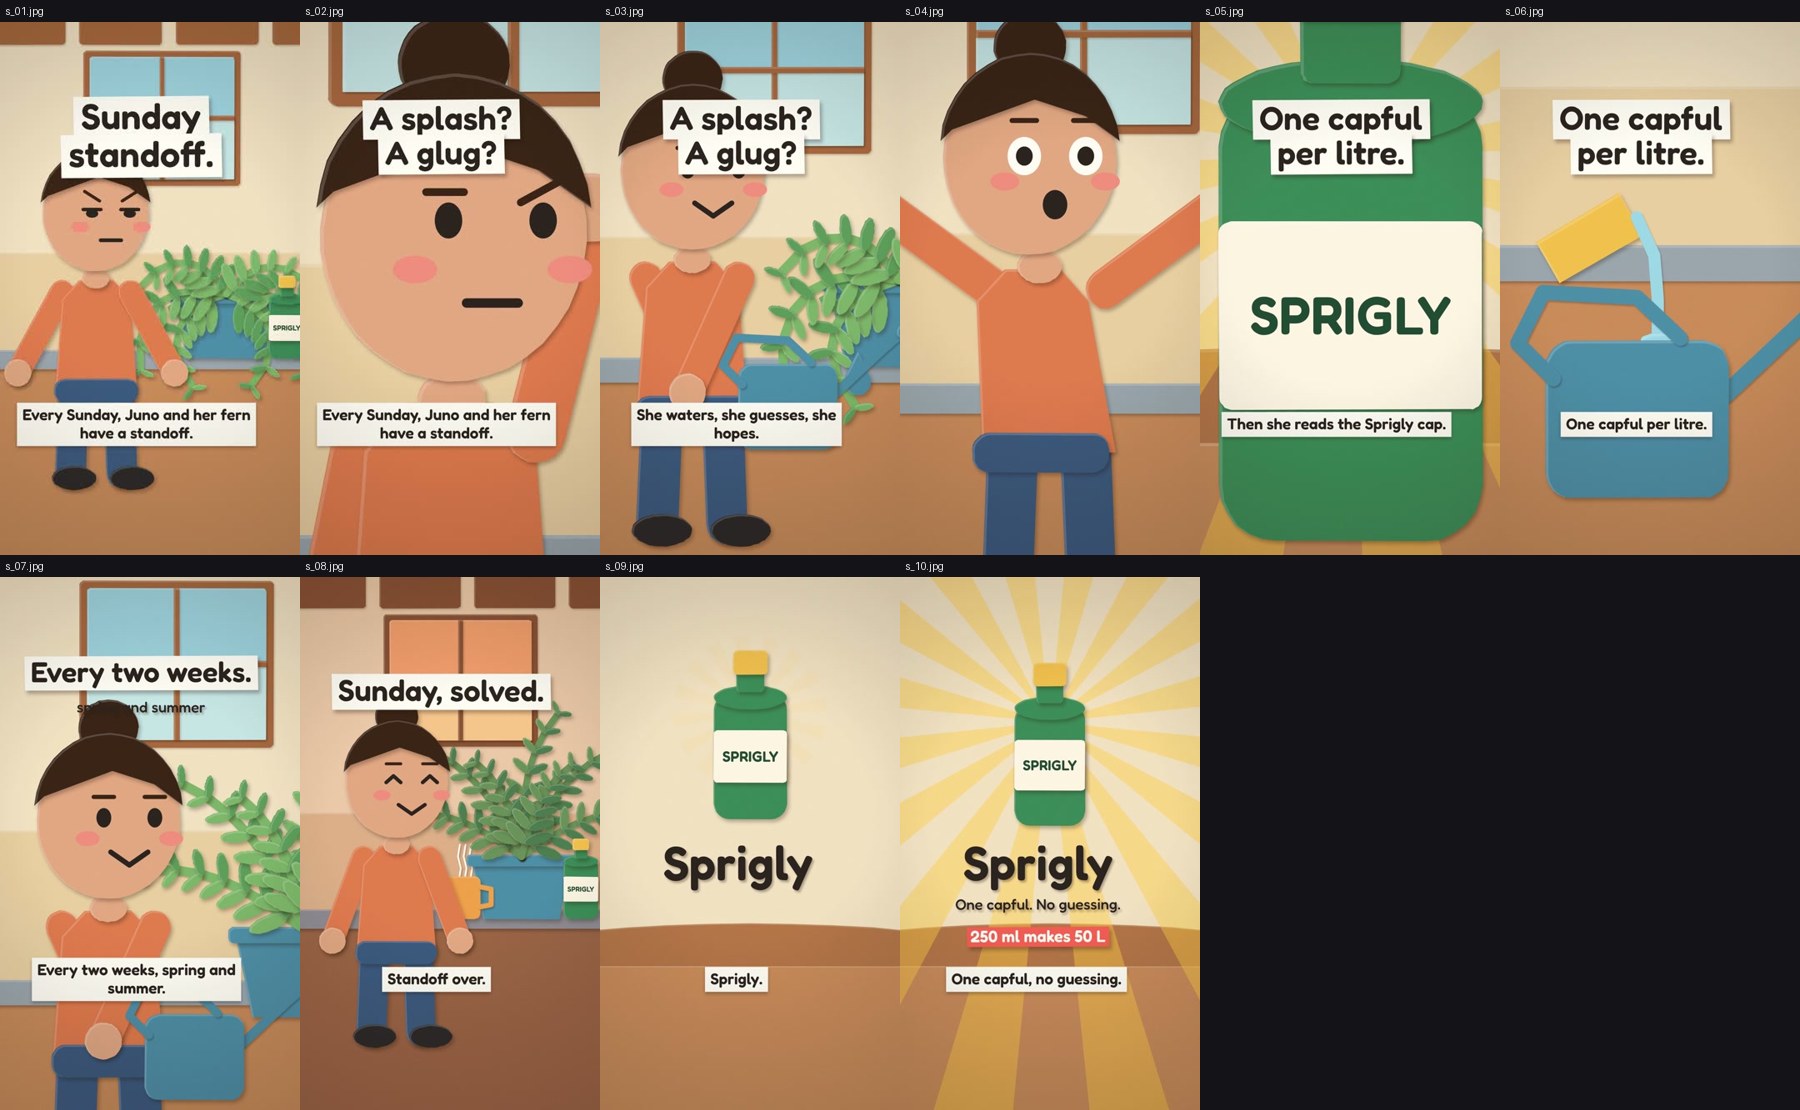 s_01.jpg
Sunday
standoff.
SPRIGLY
Every Sunday, Juno and her fern
have a standoff.
s_02.jpg
A splash?
A glug?
Every Sunday, Juno and her fern
have a standoff.
s_03.jpg
A splash?
A glug?
She waters, she guesses, she
hopes.
s_04.jpg
s_05.jpg
One capful
per litre.
SPRIGLY
Then she reads the Sprigly cap.
s_06.jpg
One capful
per litre.
One capful per litre.
s_07.jpg
Every two weeks.
and summer
Every two weeks, spring and
summer.
s_08.jpg
Sunday, solved.
SPRIGLY
Standoff over.
s_09.jpg
SPRIGLY
Sprigly
Sprigly.
s_10.jpg
SPRIGLY
Sprigly
One capful. No guessing.
250 ml makes 50 L
One capful, no guessing.